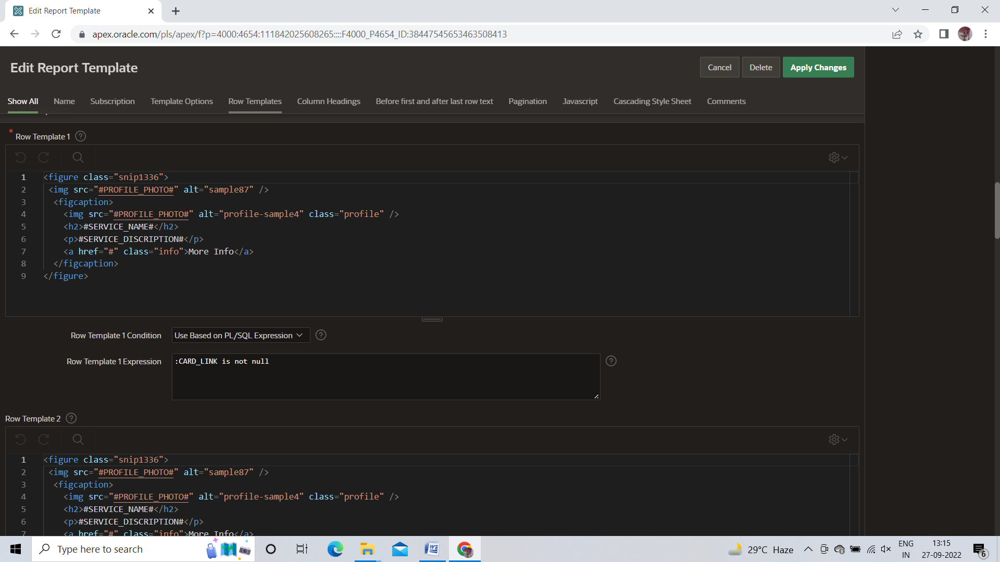 Edit Report Template
apex.oracle.com/pls/apex/f?p=4000:4654:111842025608265::::F4000_P4654_ID:38447545653463508413
Edit Report Template
Cancel Delete Apply Changes
Show All Name Subscription Template Options Row Templates Column Headings Before first and after last row text Pagination Javascript Cascading Style Sheet Comments
* Row Template 1 ?
1 <figure class="snip1336">
2 <img src="#PROFILE_PHOTO#" alt="sample87" />
3 <figcaption>
4 <img src="#PROFILE_PHOTO#" alt="profile-sample4" class="profile" />
5 <h2>#SERVICE_NAME#</h2>
6 <p>#SERVICE_DISCRIPTION#</p>
7 <a href="#" class="info">More Info</a>
8 </figcaption>
9 </figure>
Row Template 1 Condition Use Based on PL/SQL Expression ?
Row Template 1 Expression :CARD_LINK is not null ?
Row Template 2 ?
1 <figure class="snip1336">
2 <img src="#PROFILE_PHOTO#" alt="sample87" />
3 <figcaption>
4 <img src="#PROFILE_PHOTO#" alt="profile-sample4" class="profile" />
5 <h2>#SERVICE_NAME#</h2>
6 <p>#SERVICE_DISCRIPTION#</p>
7 <a href="#" class="info">More Info</a>
Type here to search
29°C Haze
ENG
IN
13:15
27-09-2022
6